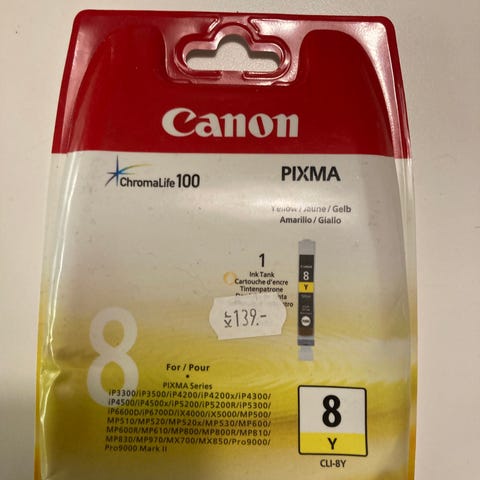 Canon
ChromaLife100
PIXMA
Yellow / Jaune / Gelb
Amarillo / Giallo
1
Ink Tank
Cartouche d'encre
Tintenpatrone
Canon
8
Y
8
KR 139.-
For / Pour
PIXMA Series
iP3300/iP3500/iP4200/iP4200x/iP4300/
iP4500/iP4500x/iP5200/iP5200R/iP5300/
iP6600D/iP6700D/iX4000/iX5000/MP500/
MP510/MP520/MP520x/MP530/MP600/
MP600R/MP610/MP800/MP800R/MP810/
MP830/MP970/MX700/MX850/Pro9000/
Pro9000 Mark II
8
Y
CLI-8Y